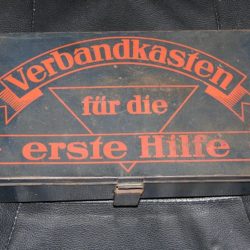 Verbandkasten
für die
erste Hilfe